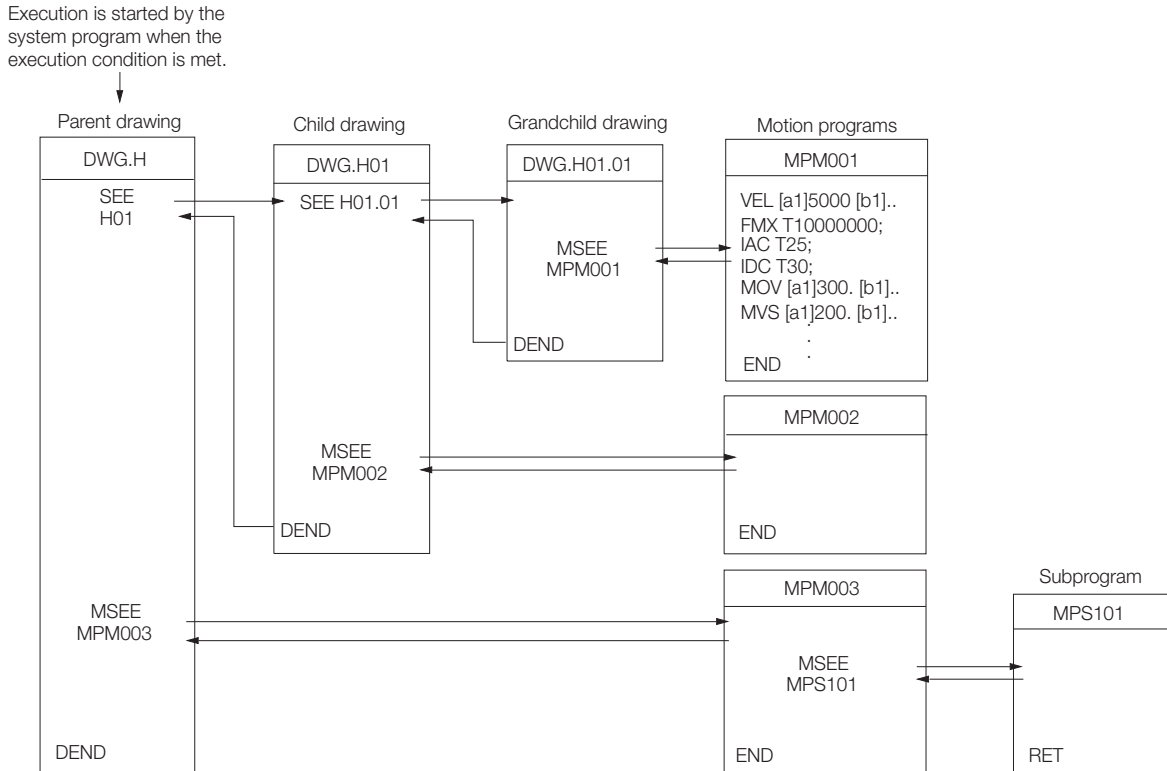 Execution is started by the
system program when the
execution condition is met.
Parent drawing
DWG.H
SEE
H01
MSEE
MPM003
DEND
Child drawing
DWG.H01
SEE H01.01
MSEE
MPM002
DEND
Grandchild drawing
DWG.H01.01
MSEE
MPM001
DEND
Motion programs
MPM001
VEL [a1]5000 [b1]..
FMX T10000000;
IAC T25;
IDC T30;
MOV [a1]300. [b1]..
MVS [a1]200. [b1]..
.
.
.
END
MPM002
END
MPM003
MSEE
MPS101
END
Subprogram
MPS101
RET